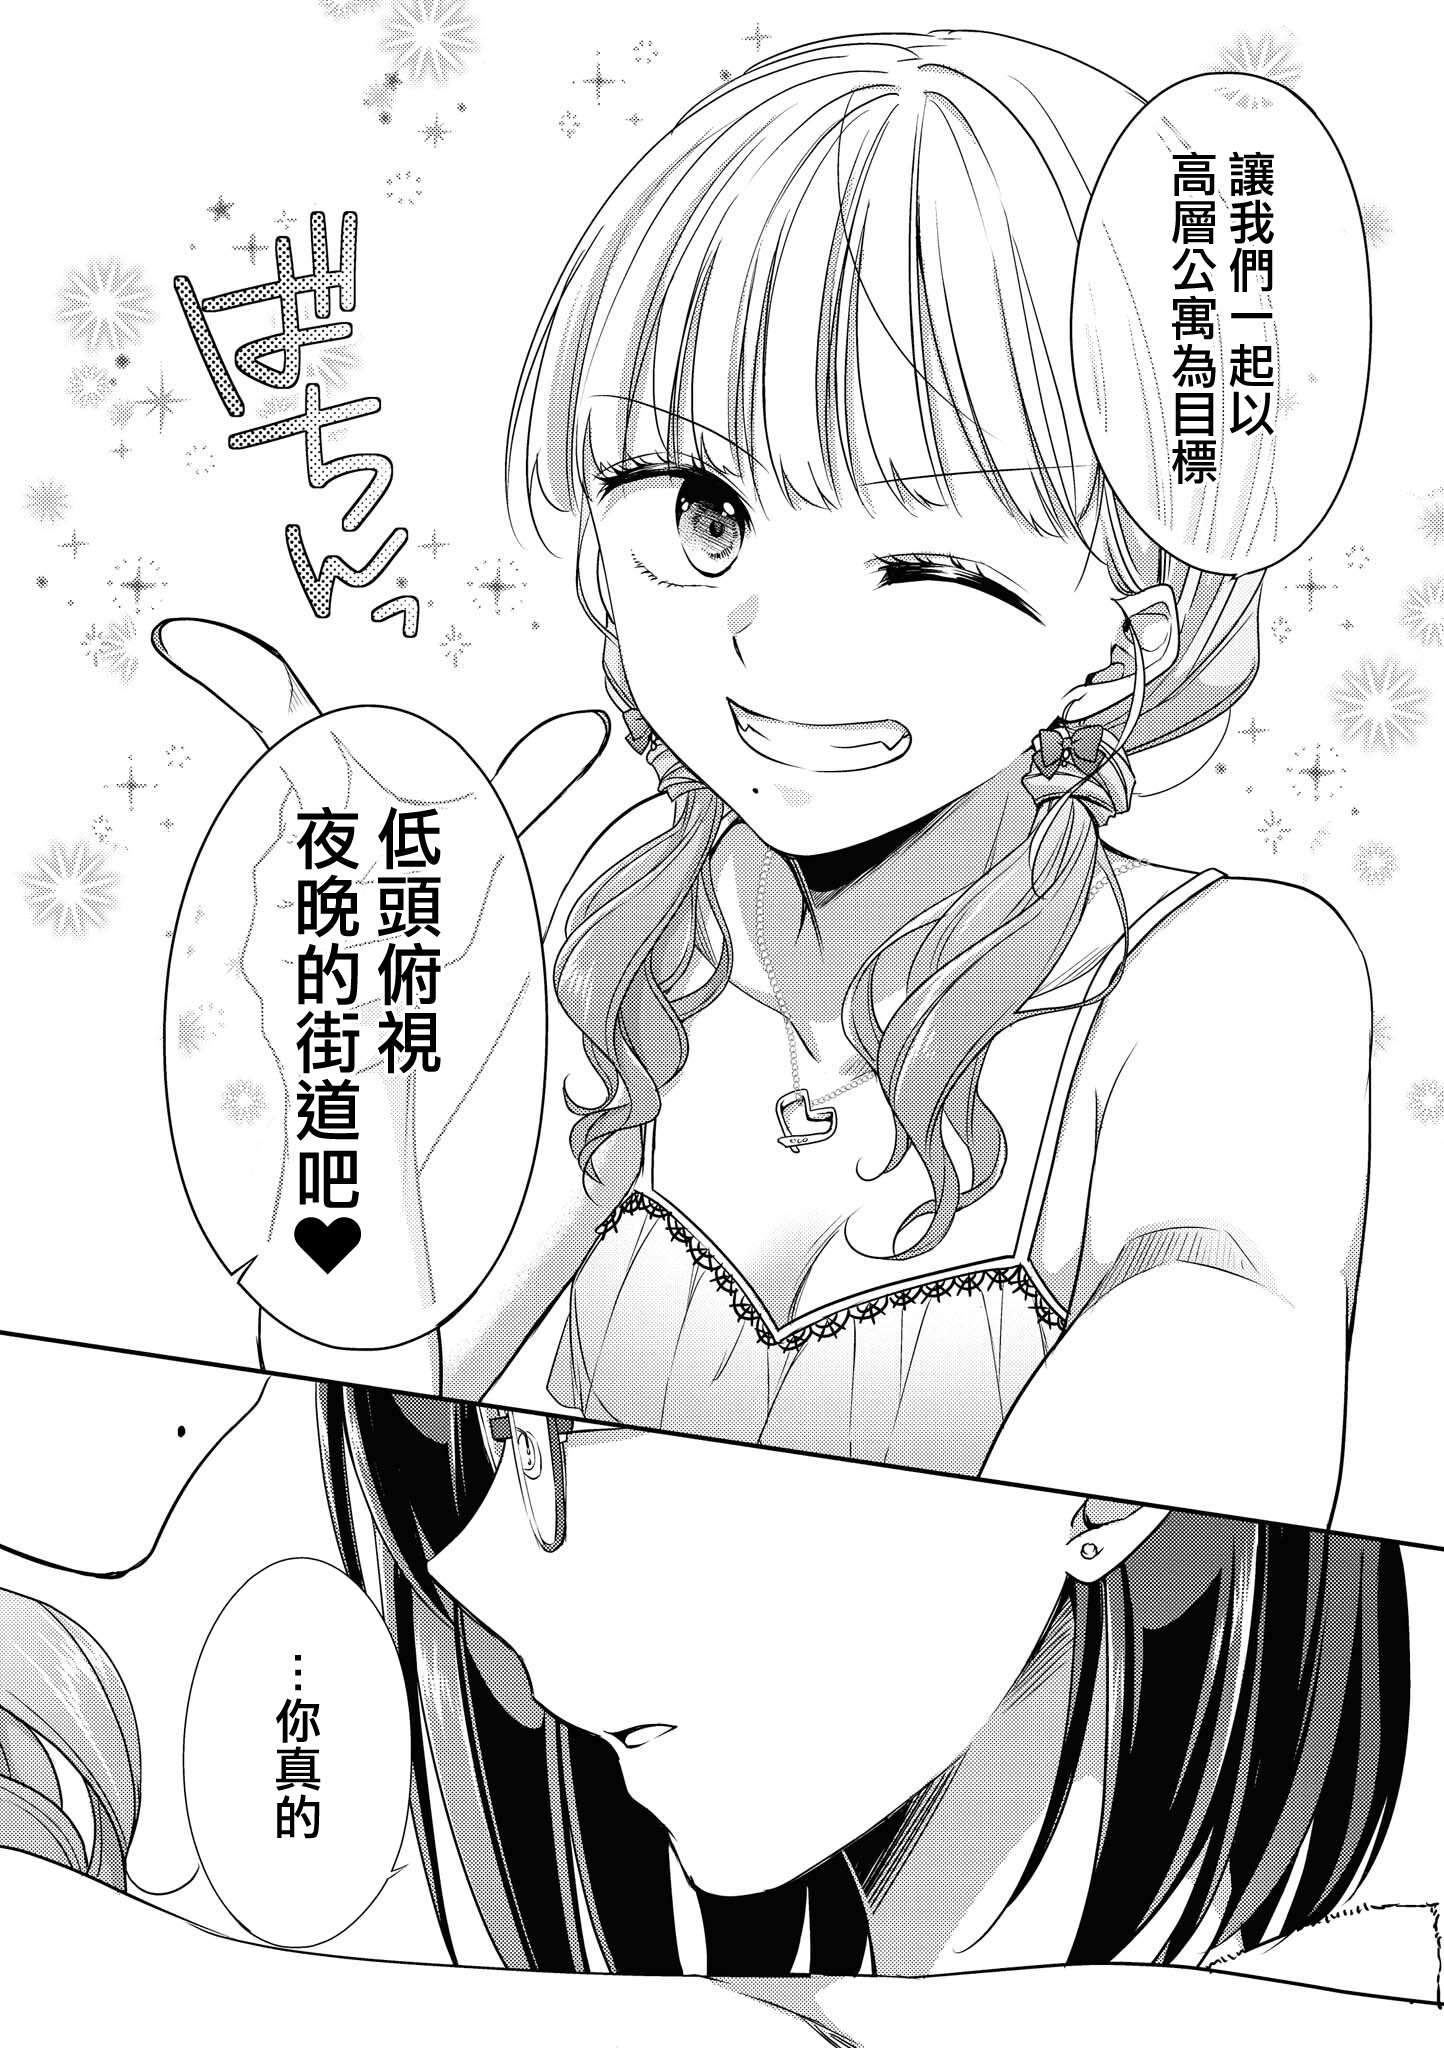 讓我們一起以
高層公寓為目標
ばちんっ
低頭俯視
夜晚的街道吧♥
…你真的